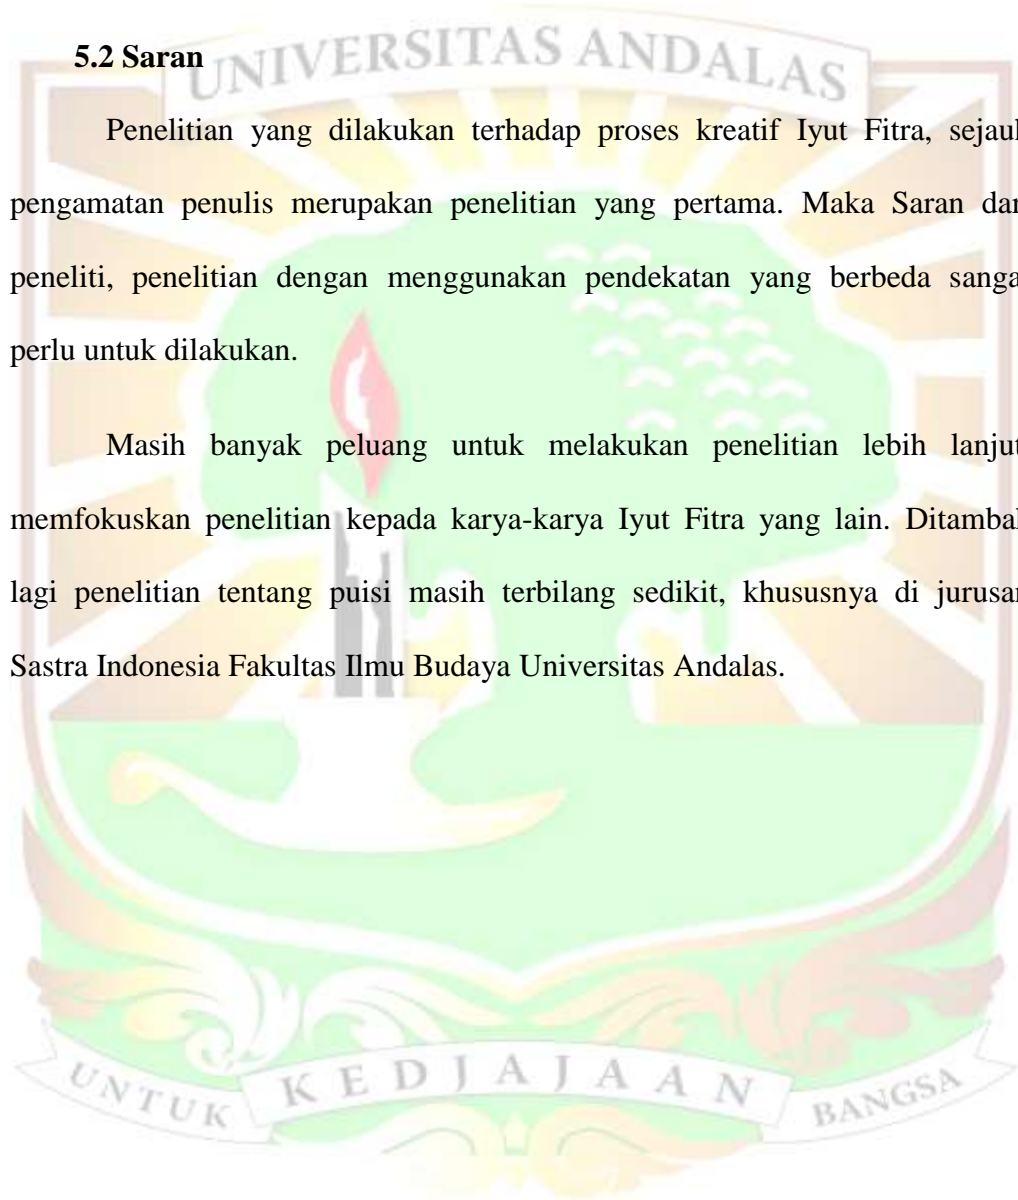 UNIVERSITAS ANDALAS
5.2 Saran
Penelitian yang dilakukan terhadap proses kreatif Iyut Fitra, sejauh
pengamatan penulis merupakan penelitian yang pertama. Maka Saran dari
peneliti, penelitian dengan menggunakan pendekatan yang berbeda sanga
perlu untuk dilakukan.
Masih banyak peluang untuk melakukan penelitian lebih lanjut
memfokuskan penelitian kepada karya-karya Iyut Fitra yang lain. Ditambah
lagi penelitian tentang puisi masih terbilang sedikit, khususnya di jurusan
Sastra Indonesia Fakultas Ilmu Budaya Universitas Andalas.
UNTUK KEDJAJAAN BANGSA